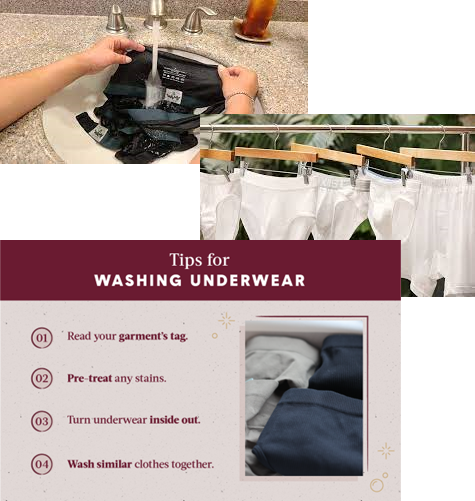 Tips for
WASHING UNDERWEAR
01 Read your garment's tag.
02 Pre-treat any stains.
03 Turn underwear inside out.
04 Wash similar clothes together.